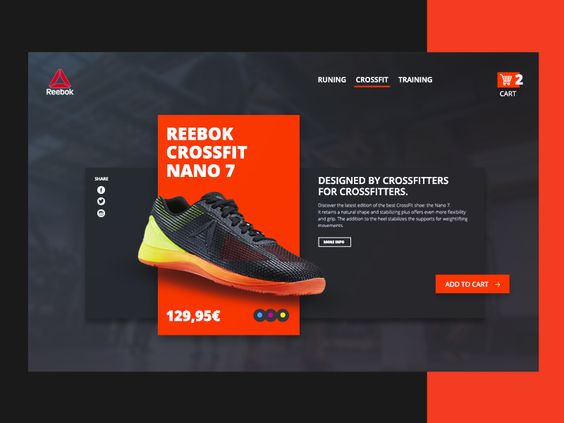 Reebok
RUNING CROSSFIT TRAINING
2
CART
REEBOK
CROSSFIT
NANO 7
SHARE
DESIGNED BY CROSSFITTERS
FOR CROSSFITTERS.
Discover the latest edition of the best CrossFit shoe: the Nano 7.
It retains a natural shape and stabilizing plus offers even more flexibility
and grip. The addition to the heel stabilizes the supports for weightlifting
movements.
MORE INFO
ADD TO CART →
129,95€